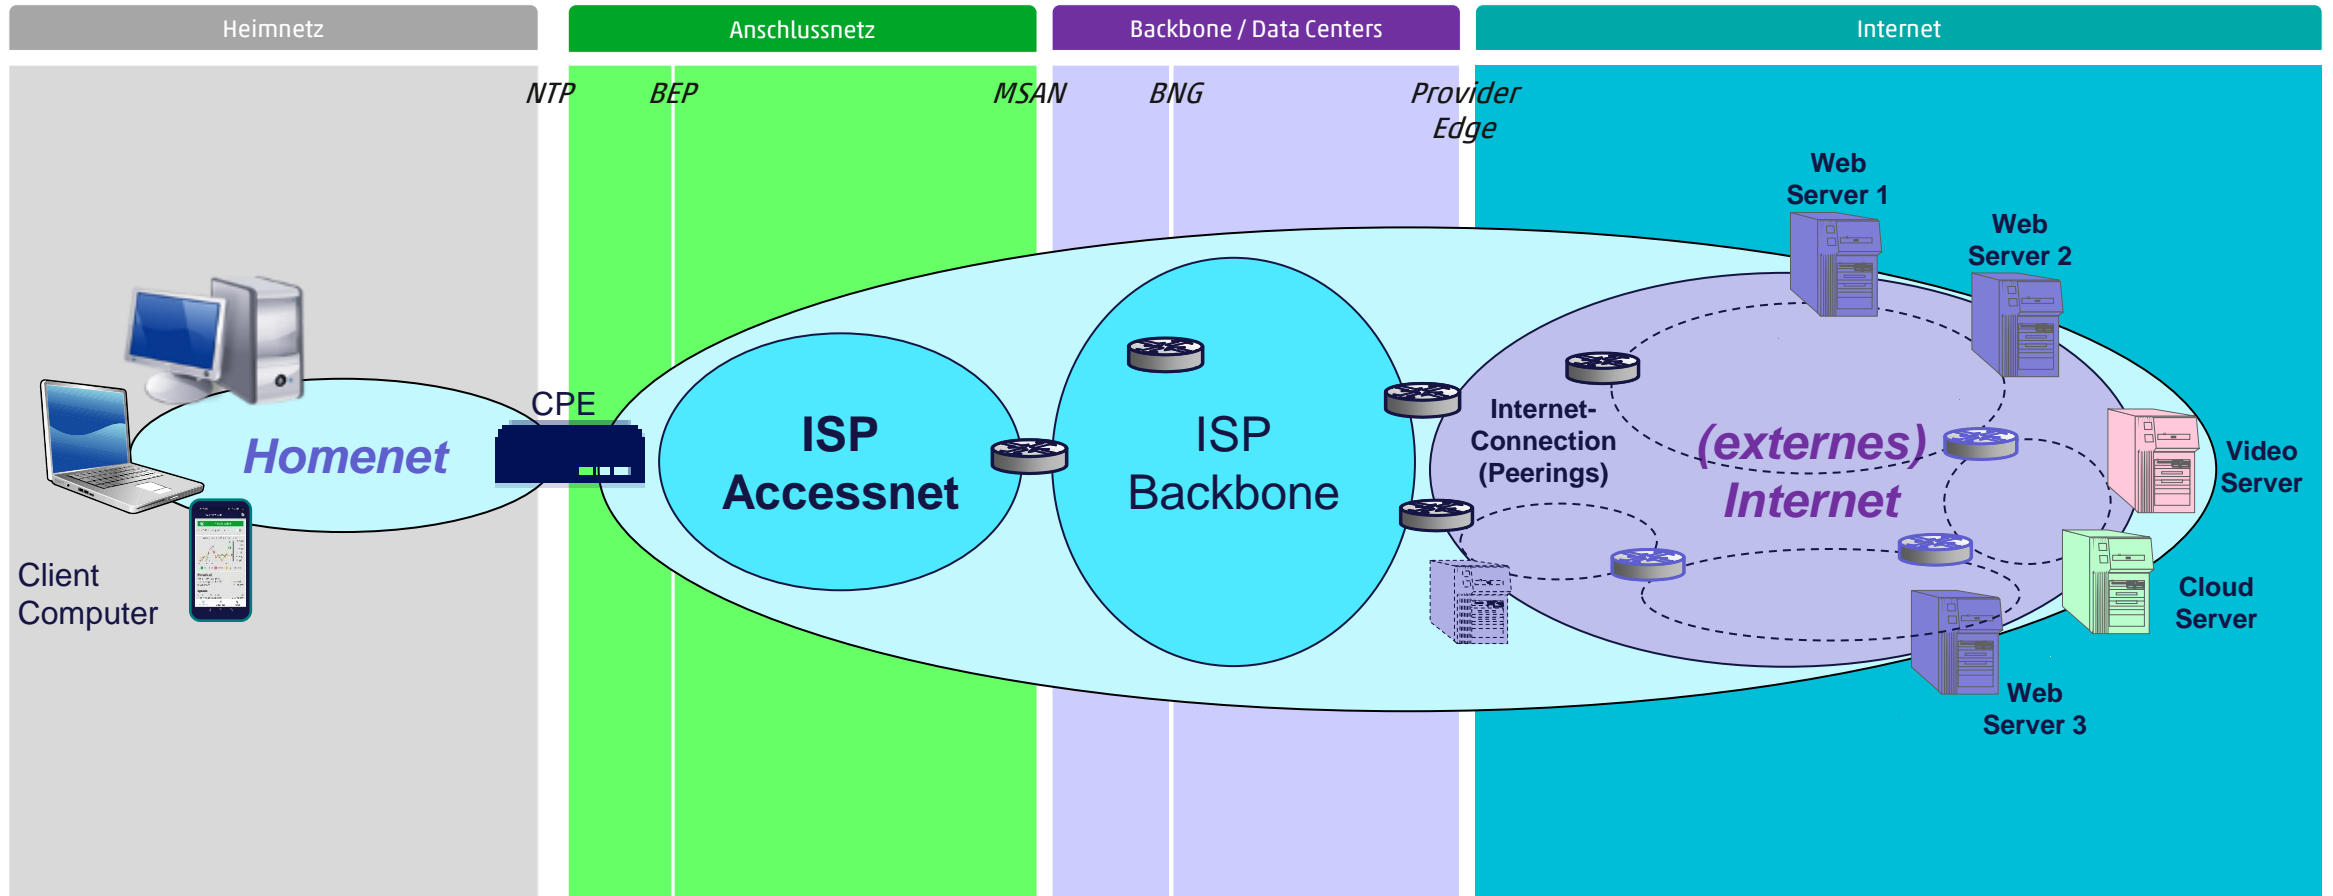 Heimnetz
Anschlussnetz
Backbone / Data Centers
Internet
NTP
BEP
MSAN
BNG
Provider
Edge
Web
Server 1
Web
Server 2
CPE
Homenet
ISP
Accessnet
ISP
Backbone
Internet-
Connection
(Peerings)
(externes)
Internet
Video
Server
Client
Computer
Cloud
Server
Web
Server 3